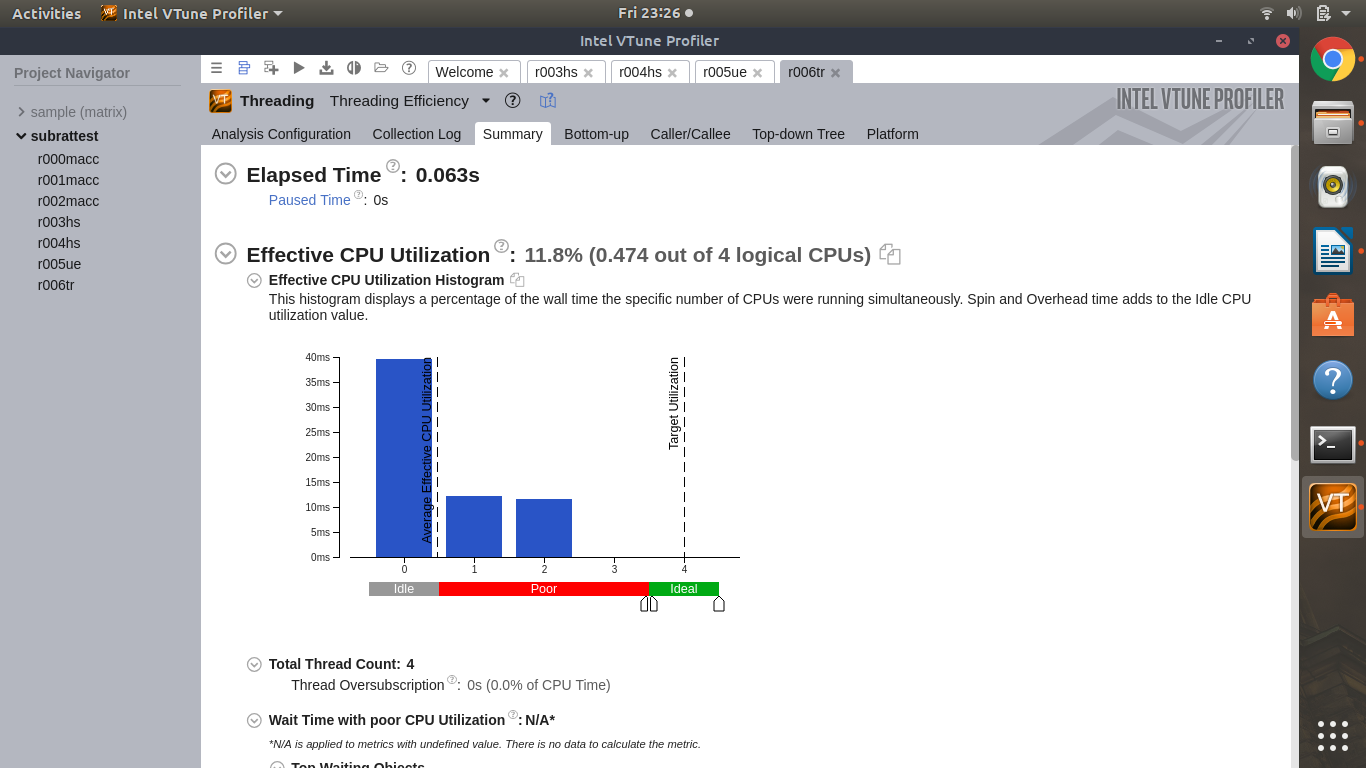 Activities Intel VTune Profiler Fri 23:26
Intel VTune Profiler
Project Navigator
sample (matrix)
subrattest
r000macc
r001macc
r002macc
r003hs
r004hs
r005ue
r006tr
Welcome r003hs r004hs r005ue r006tr
VT Threading Threading Efficiency INTEL VTUNE PROFILER
Analysis Configuration Collection Log Summary Bottom-up Caller/Callee Top-down Tree Platform
Elapsed Time ? : 0.063s
Paused Time ? : 0s
Effective CPU Utilization ? : 11.8% (0.474 out of 4 logical CPUs)
Effective CPU Utilization Histogram
This histogram displays a percentage of the wall time the specific number of CPUs were running simultaneously. Spin and Overhead time adds to the Idle CPU
utilization value.
40ms
35ms
30ms
25ms
20ms
15ms
10ms
5ms
0ms
Average Effective CPU Utilization
Target Utilization
0 1 2 3 4
Idle Poor Ideal
Total Thread Count: 4
Thread Oversubscription ? : 0s (0.0% of CPU Time)
Wait Time with poor CPU Utilization ? : N/A*
*N/A is applied to metrics with undefined value. There is no data to calculate the metric.
Top Waiting Objects
VT